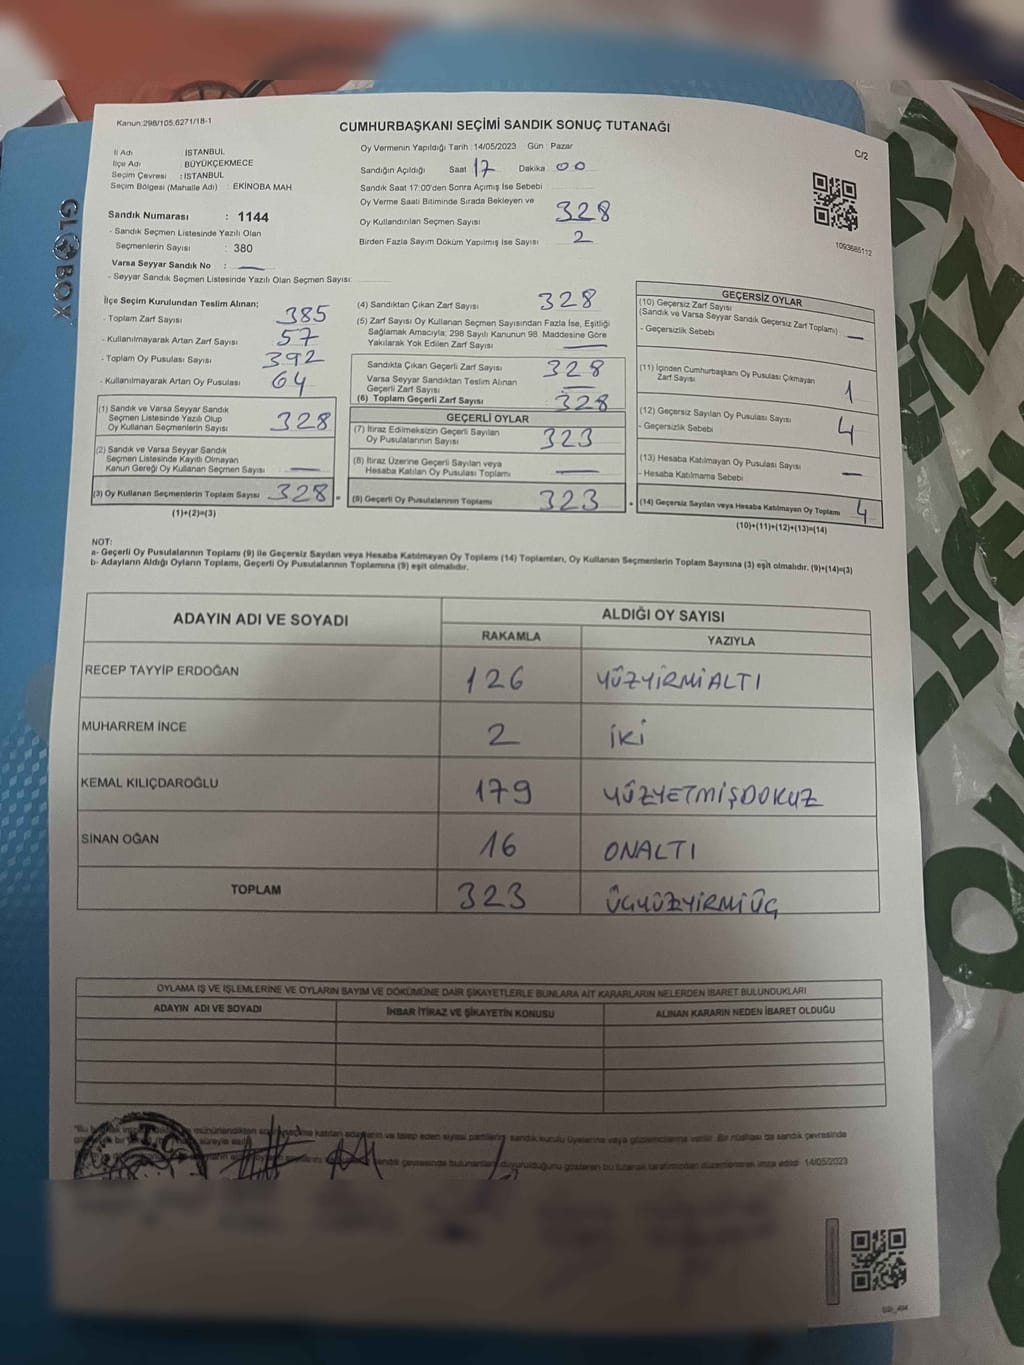 Kanun:298/105,6271/18-1
CUMHURBAŞKANI SEÇİMİ SANDIK SONUÇ TUTANAĞI
C/2
İl Adı : İSTANBUL
İlçe Adı : BÜYÜKÇEKMECE
Seçim Çevresi : İSTANBUL
Seçim Bölgesi (Mahalle Adı) : EKİNOBA MAH
Sandık Numarası : 1144
- Sandık Seçmen Listesinde Yazılı Olan
Seçmenlerin Sayısı : 380
Varsa Seyyar Sandık No : —
- Seyyar Sandık Seçmen Listesinde Yazılı Olan Seçmen Sayısı:
Oy Vermenin Yapıldığı Tarih : 14/05/2023 Gün : Pazar
Sandığın Açıldığı Saat 17 Dakika 00
Sandık Saat 17:00'den Sonra Açımış İse Sebebi
Oy Verme Saati Bitiminde Sırada Bekleyen ve
Oy Kullandırılan Seçmen Sayısı 328
Birden Fazla Sayım Döküm Yapılmış İse Sayısı 2
1093685112
GLOBOX
İlçe Seçim Kurulundan Teslim Alınan;
- Toplam Zarf Sayısı 385
- Kullanılmayarak Artan Zarf Sayısı 57
- Toplam Oy Pusulası Sayısı 392
- Kullanılmayarak Artan Oy Pusulası 64
(1) Sandık ve Varsa Seyyar Sandık
Seçmen Listesinde Yazılı Olup
Oy Kullanan Seçmenlerin Sayısı 328
(2) Sandık ve Varsa Seyyar Sandık
Seçmen Listesinde Kayıtlı Olmayan
Kanun Gereği Oy Kullanan Seçmen Sayısı —
(3) Oy Kullanan Seçmenlerin Toplam Sayısı 328 =
(1)+(2)=(3)
(4) Sandıktan Çıkan Zarf Sayısı 328
(5) Zarf Sayısı Oy Kullanan Seçmen Sayısından Fazla İse, Eşitliği
Sağlamak Amacıyla; 298 Sayılı Kanunun 98. Maddesine Göre
Yakılarak Yok Edilen Zarf Sayısı —
Sandıkta Çıkan Geçerli Zarf Sayısı 328
Varsa Seyyar Sandıktan Teslim Alınan
Geçerli Zarf Sayısı —
(6) Toplam Geçerli Zarf Sayısı 328
GEÇERLİ OYLAR
(7) İtiraz Edilmeksizin Geçerli Sayılan
Oy Pusulalarının Sayısı 323
(8) İtiraz Üzerine Geçerli Sayılan veya
Hesaba Katılan Oy Pusulası Toplamı —
(9) Geçerli Oy Pusulalarının Toplamı 323 +
GEÇERSİZ OYLAR
(10) Geçersiz Zarf Sayısı
(Sandık ve Varsa Seyyar Sandık Geçersiz Zarf Toplamı)
- Geçersizlik Sebebi —
(11) İçinden Cumhurbaşkanı Oy Pusulası Çıkmayan
Zarf Sayısı 1
(12) Geçersiz Sayılan Oy Pusulası Sayısı
- Geçersizlik Sebebi 4
(13) Hesaba Katılmayan Oy Pusulası Sayısı
- Hesaba Katılmama Sebebi —
(14) Geçersiz Sayılan veya Hesaba Katılmayan Oy Toplamı 4
(10)+(11)+(12)+(13)=(14)
NOT:
a- Geçerli Oy Pusulalarının Toplamı (9) ile Geçersiz Sayılan veya Hesaba Katılmayan Oy Toplamı (14) Toplamları, Oy Kullanan Seçmenlerin Toplam Sayısına (3) eşit olmalıdır. (9)+(14)=(3)
b- Adayların Aldığı Oyların Toplamı, Geçerli Oy Pusulalarının Toplamına (9) eşit olmalıdır.
ADAYIN ADI VE SOYADI ALDIĞI OY SAYISI
RAKAMLA YAZIYLA
RECEP TAYYİP ERDOĞAN 126 YÜZYİRMİALTI
MUHARREM İNCE 2 İKİ
KEMAL KILIÇDAROĞLU 179 YÜZYETMİŞDOKUZ
SİNAN OĞAN 16 ONALTI
TOPLAM 323 ÜÇYÜZYİRMİÜÇ
OYLAMA İŞ VE İŞLEMLERİNE VE OYLARIN SAYIM VE DÖKÜMÜNE DAİR ŞİKAYETLERLE BUNLARA AİT KARARLARIN NELERDEN İBARET BULUNDUKLARI
ADAYIN ADI VE SOYADI İHBAR İTİRAZ VE ŞİKAYETİN KONUSU ALINAN KARARIN NEDEN İBARET OLDUĞU
katılan adayların ve talep eden siyasi partilerin sandık kurulu üyelerine veya gözlemcilerine verilir. Bir nüshası da sandık çevresinde
süreyle asılır.
sandık çevresinde bulunanlara duyurulduğunu gösteren bu tutanak tarafımızdan düzenlenerek imza edildi 14/05/2023
T.C.